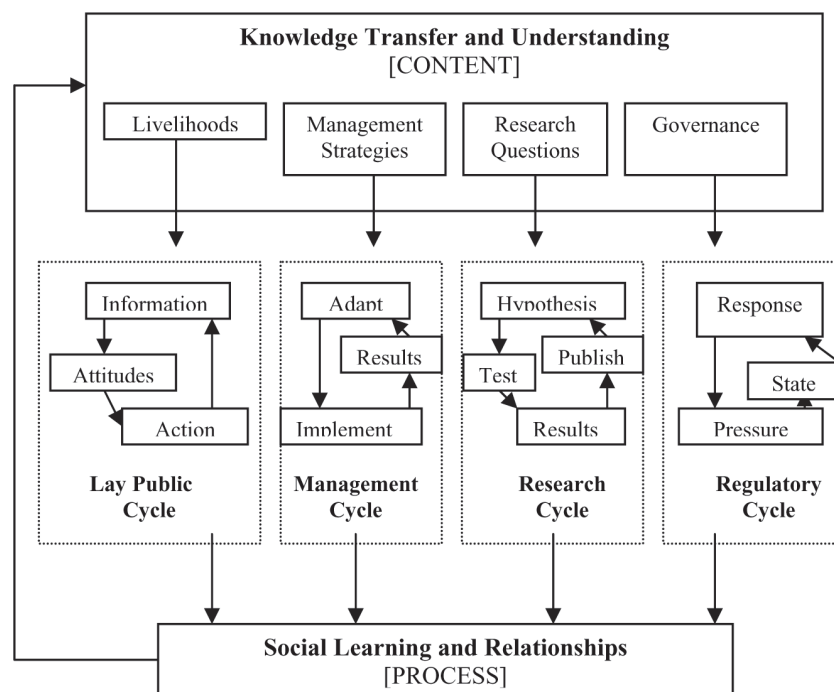 Knowledge Transfer and Understanding
[CONTENT]
Livelihoods
Management
Strategies
Research
Questions
Governance
Information
Attitudes
Action
Lay Public
Cycle
Adapt
Results
Implement
Management
Cycle
Hypothesis
Test
Publish
Results
Research
Cycle
Response
State
Pressure
Regulatory
Cycle
Social Learning and Relationships
[PROCESS]